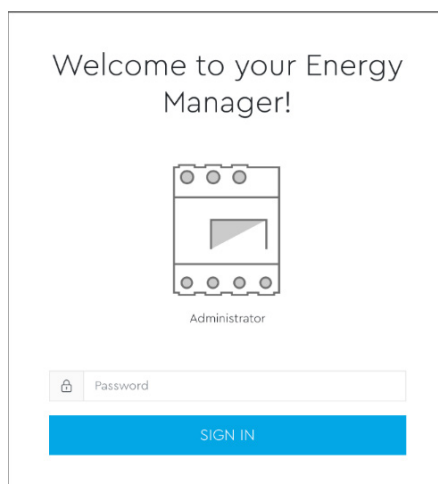 Welcome to your Energy
Manager!
Administrator
Password
SIGN IN